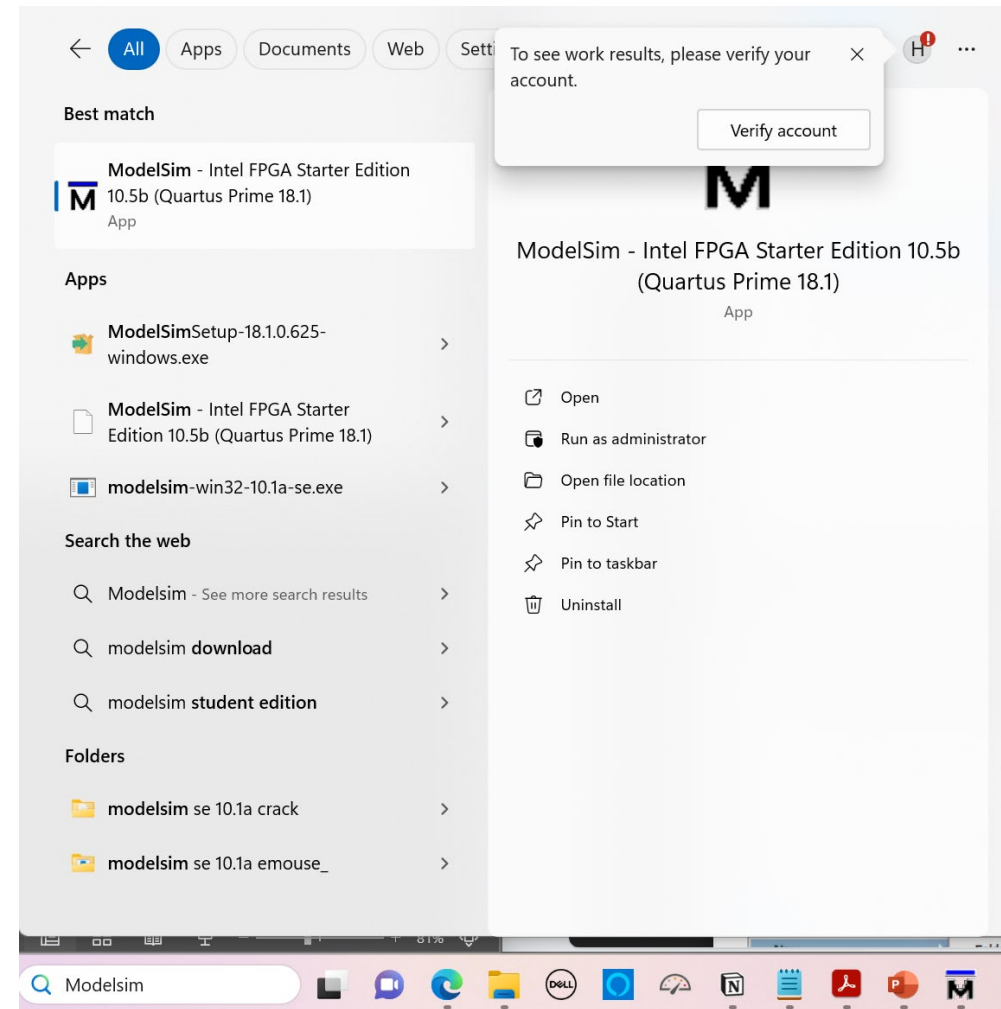 All Apps Documents Web Sett
To see work results, please verify your
account.
Verify account
H
Best match
ModelSim - Intel FPGA Starter Edition
10.5b (Quartus Prime 18.1)
App
M
Apps
ModelSimSetup-18.1.0.625-
windows.exe
ModelSim - Intel FPGA Starter
Edition 10.5b (Quartus Prime 18.1)
modelsim-win32-10.1a-se.exe
Search the web
Modelsim - See more search results
modelsim download
modelsim student edition
Folders
modelsim se 10.1a crack
modelsim se 10.1a emouse_
M
ModelSim - Intel FPGA Starter Edition 10.5b
(Quartus Prime 18.1)
App
Open
Run as administrator
Open file location
Pin to Start
Pin to taskbar
Uninstall
81%
Modelsim
DELL
N
P
M